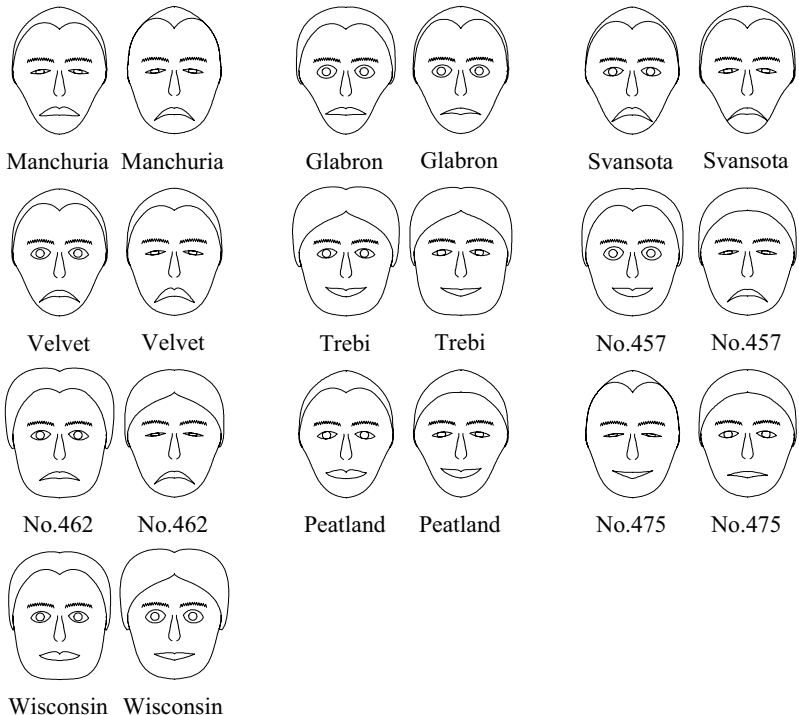 Manchuria Manchuria Glabron Glabron Svansota Svansota
Velvet Velvet Trebi Trebi No.457 No.457
No.462 No.462 Peatland Peatland No.475 No.475
Wisconsin Wisconsin